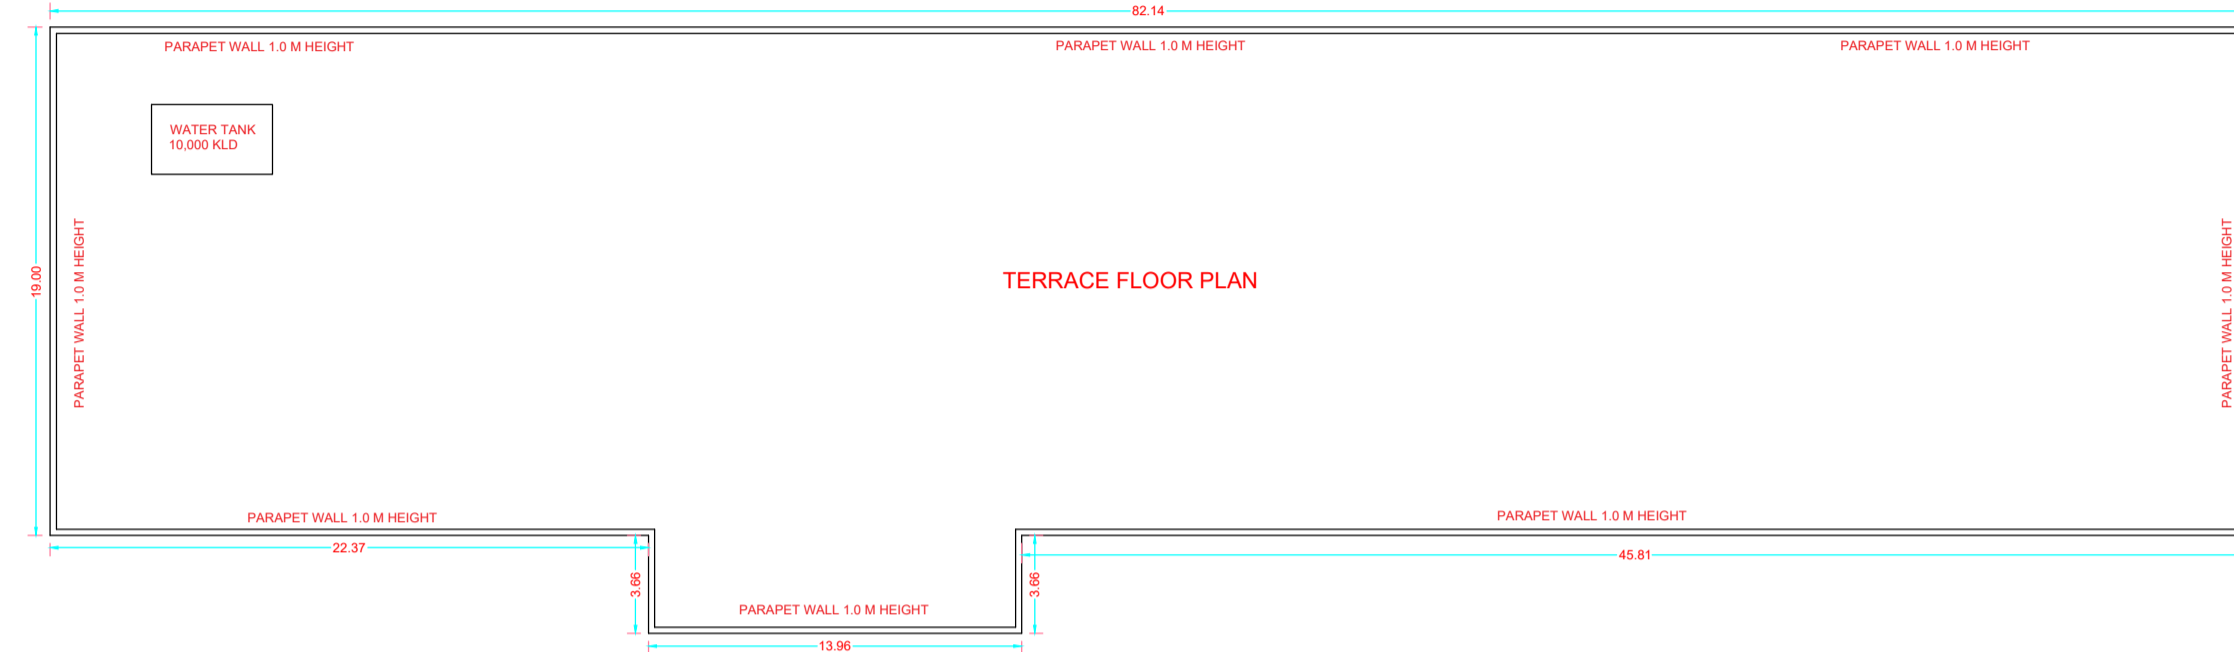 82.14
PARAPET WALL 1.0 M HEIGHT
PARAPET WALL 1.0 M HEIGHT
PARAPET WALL 1.0 M HEIGHT
WATER TANK
10,000 KLD
19.00
PARAPET WALL 1.0 M HEIGHT
TERRACE FLOOR PLAN
PARAPET WALL 1.0 M HEIGHT
PARAPET WALL 1.0 M HEIGHT
PARAPET WALL 1.0 M HEIGHT
22.37
45.81
3.66
3.66
PARAPET WALL 1.0 M HEIGHT
13.96